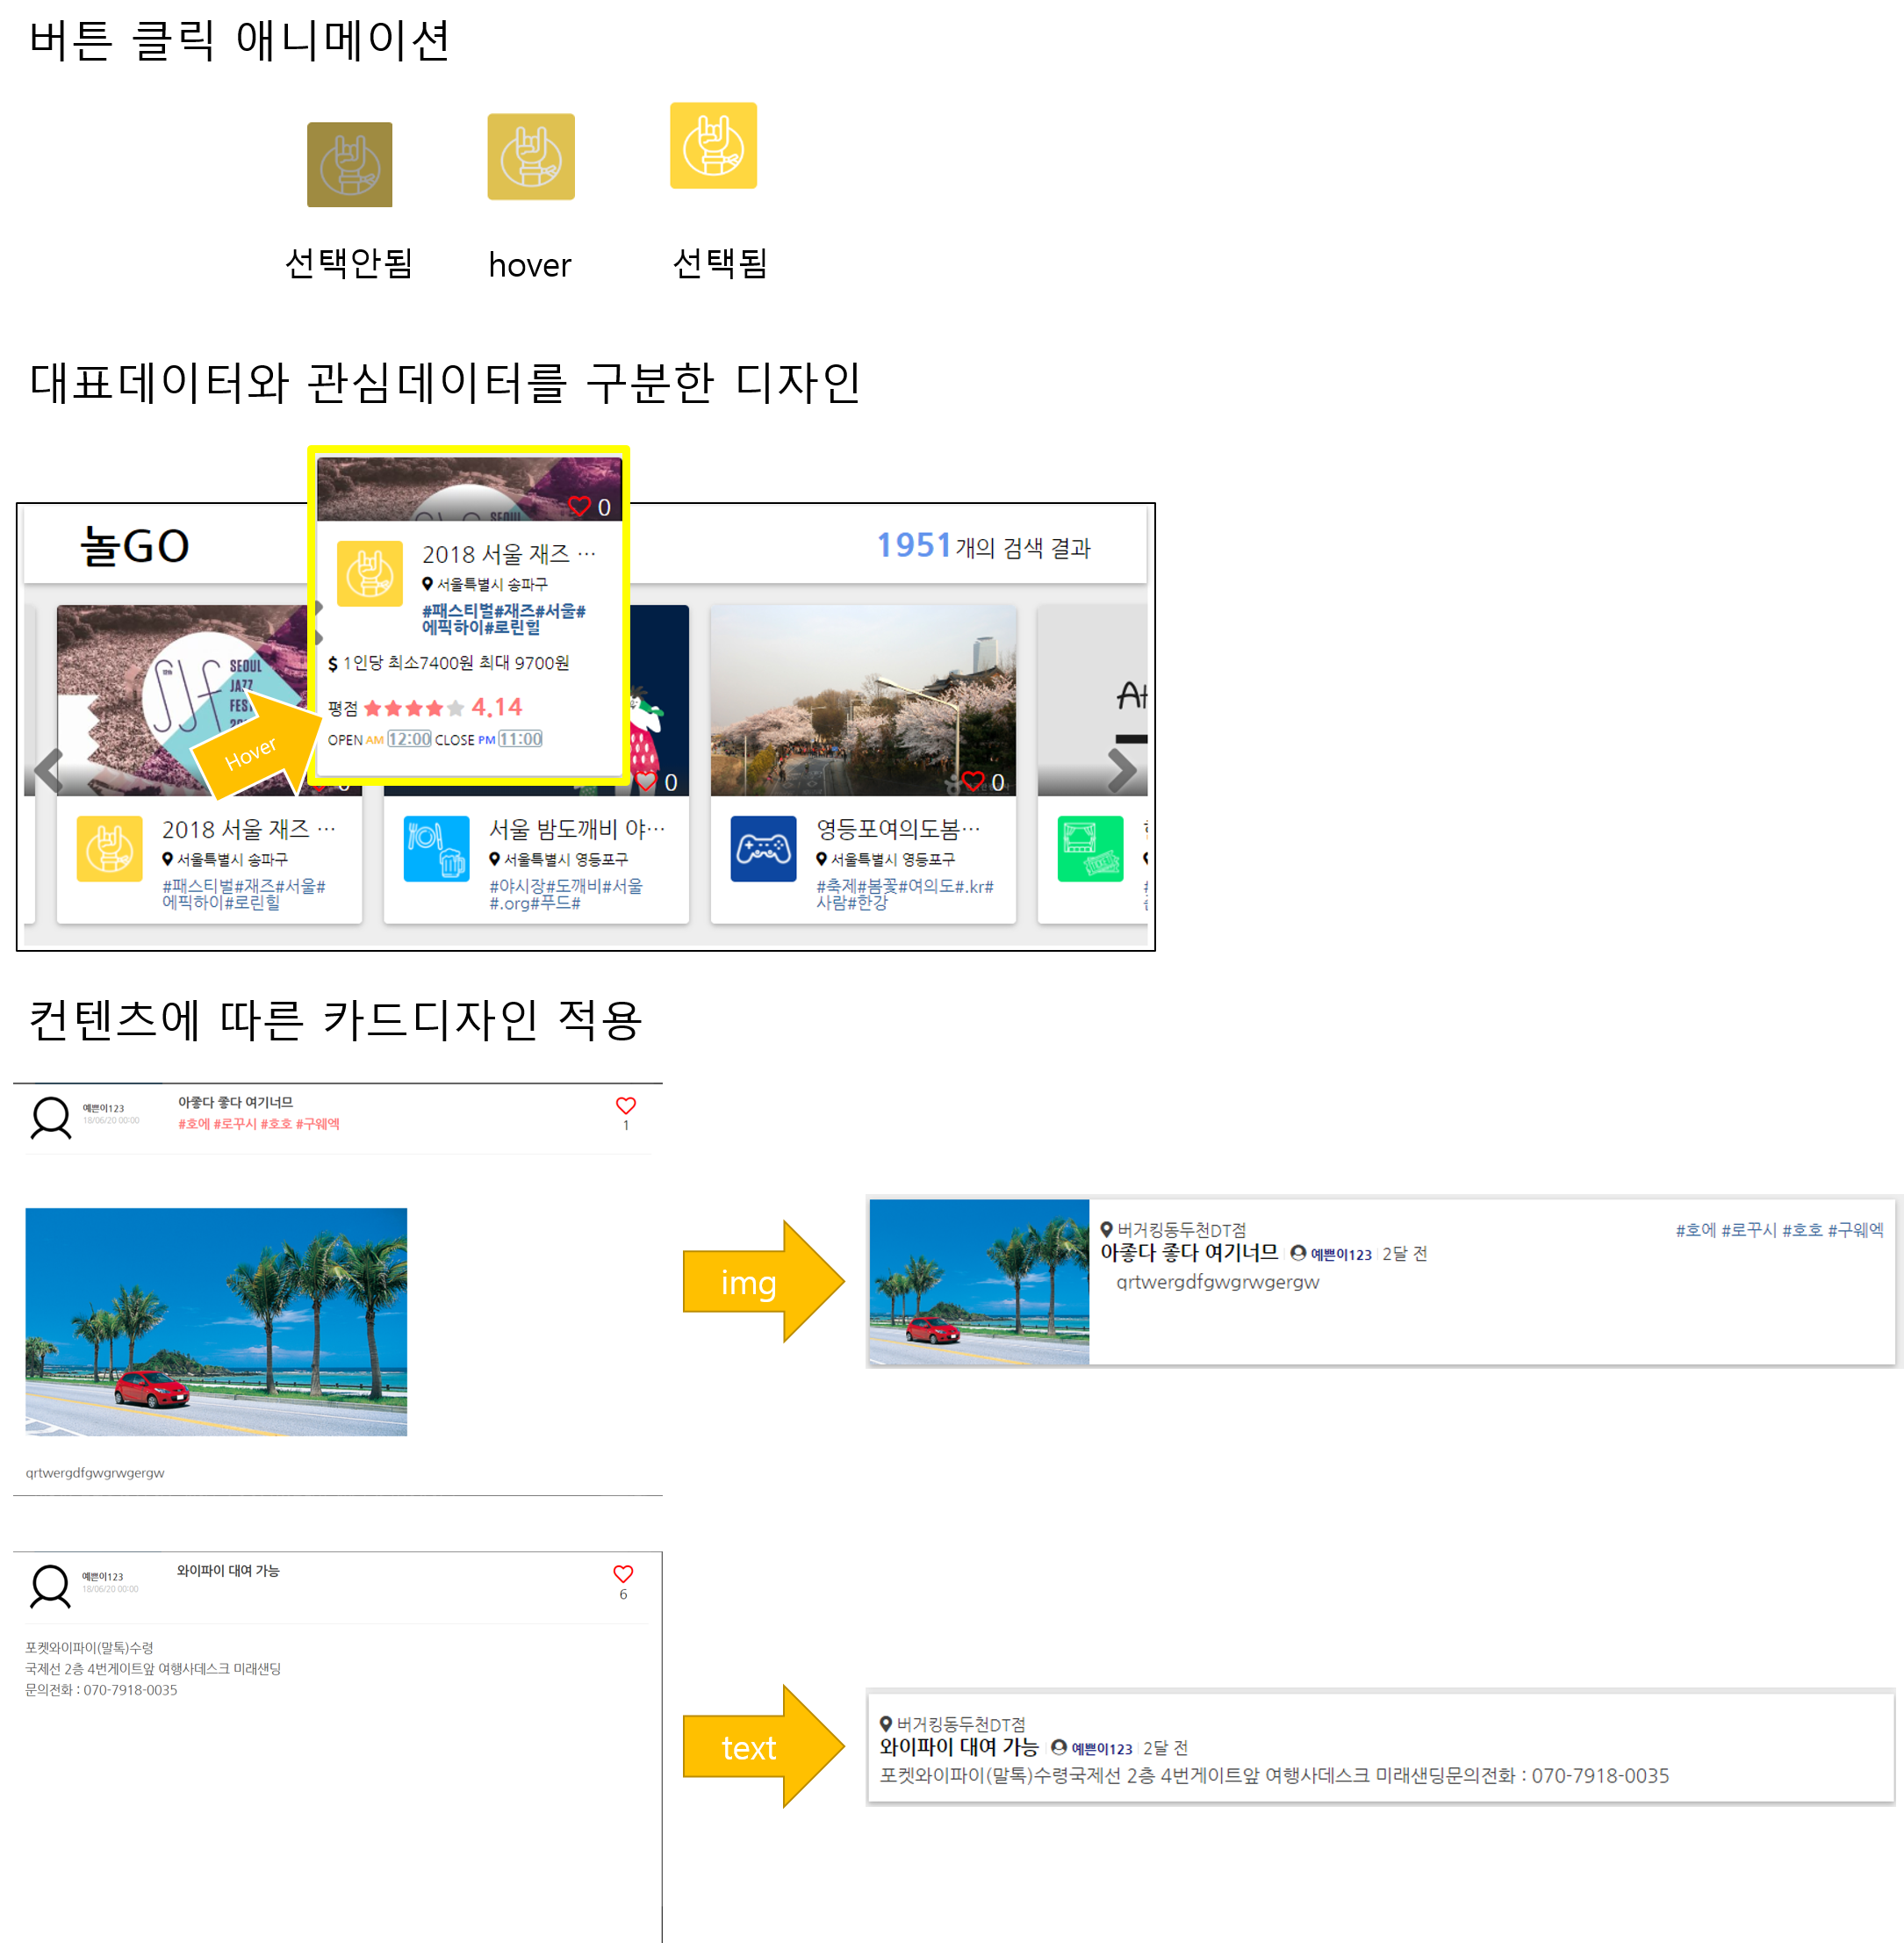 버튼 클릭 애니메이션
선택안됨
hover
선택됨
대표데이터와 관심데이터를 구분한 디자인
놀GO
1951개의 검색 결과
0
2018 서울 재즈 …
서울특별시 송파구
#패스티벌#재즈#서울#
에픽하이#로린힐
$ 1인당 최소7400원 최대 9700원
평점 4.14
OPEN AM 12:00 CLOSE PM 11:00
SEOUL
JAZZ
FEST
Hover
0
0
2018 서울 재즈 …
서울특별시 송파구
#패스티벌#재즈#서울#
에픽하이#로린힐
서울 밤도깨비 야…
서울특별시 영등포구
#야시장#도깨비#서울
#.org#푸드#
영등포여의도봄…
서울특별시 영등포구
#축제#봄꽃#여의도#.kr#
사람#한강
컨텐츠에 따른 카드디자인 적용
예쁜이123
18/06/20 00:00
아좋다 좋다 여기너므
#호에 #로꾸시 #호호 #구웨엑
1
qrtwergdfgwgrwgergw
img
버거킹동두천DT점
#호에 #로꾸시 #호호 #구웨엑
아좋다 좋다 여기너므 예쁜이123 2달 전
qrtwergdfgwgrwgergw
예쁜이123
18/06/20 00:00
와이파이 대여 가능
6
포켓와이파이(말톡)수령
국제선 2층 4번게이트앞 여행사데스크 미래샌딩
문의전화 : 070-7918-0035
text
버거킹동두천DT점
와이파이 대여 가능 예쁜이123 2달 전
포켓와이파이(말톡)수령국제선 2층 4번게이트앞 여행사데스크 미래샌딩문의전화 : 070-7918-0035